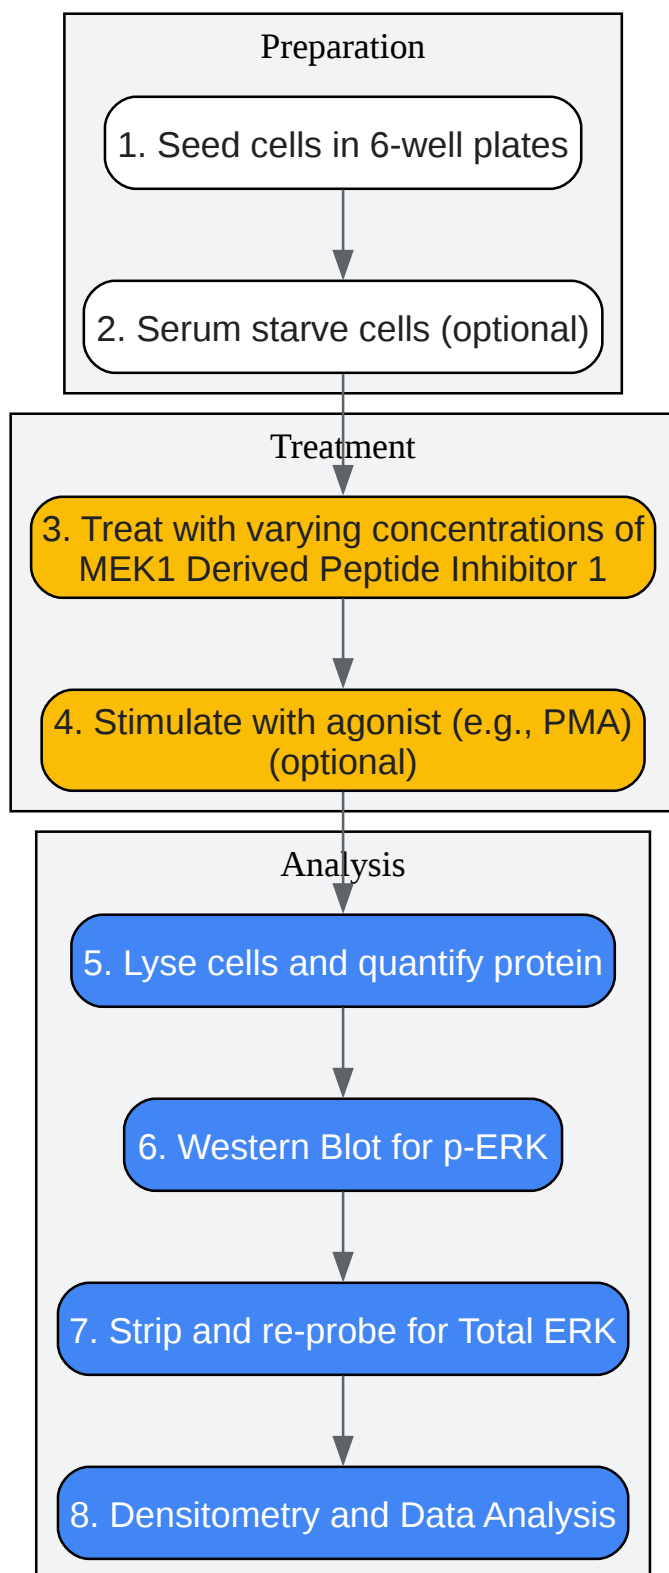 Preparation
1. Seed cells in 6-well plates
2. Serum starve cells (optional)
Treatment
3. Treat with varying concentrations of
MEK1 Derived Peptide Inhibitor 1
4. Stimulate with agonist (e.g., PMA)
(optional)
Analysis
5. Lyse cells and quantify protein
6. Western Blot for p-ERK
7. Strip and re-probe for Total ERK
8. Densitometry and Data Analysis